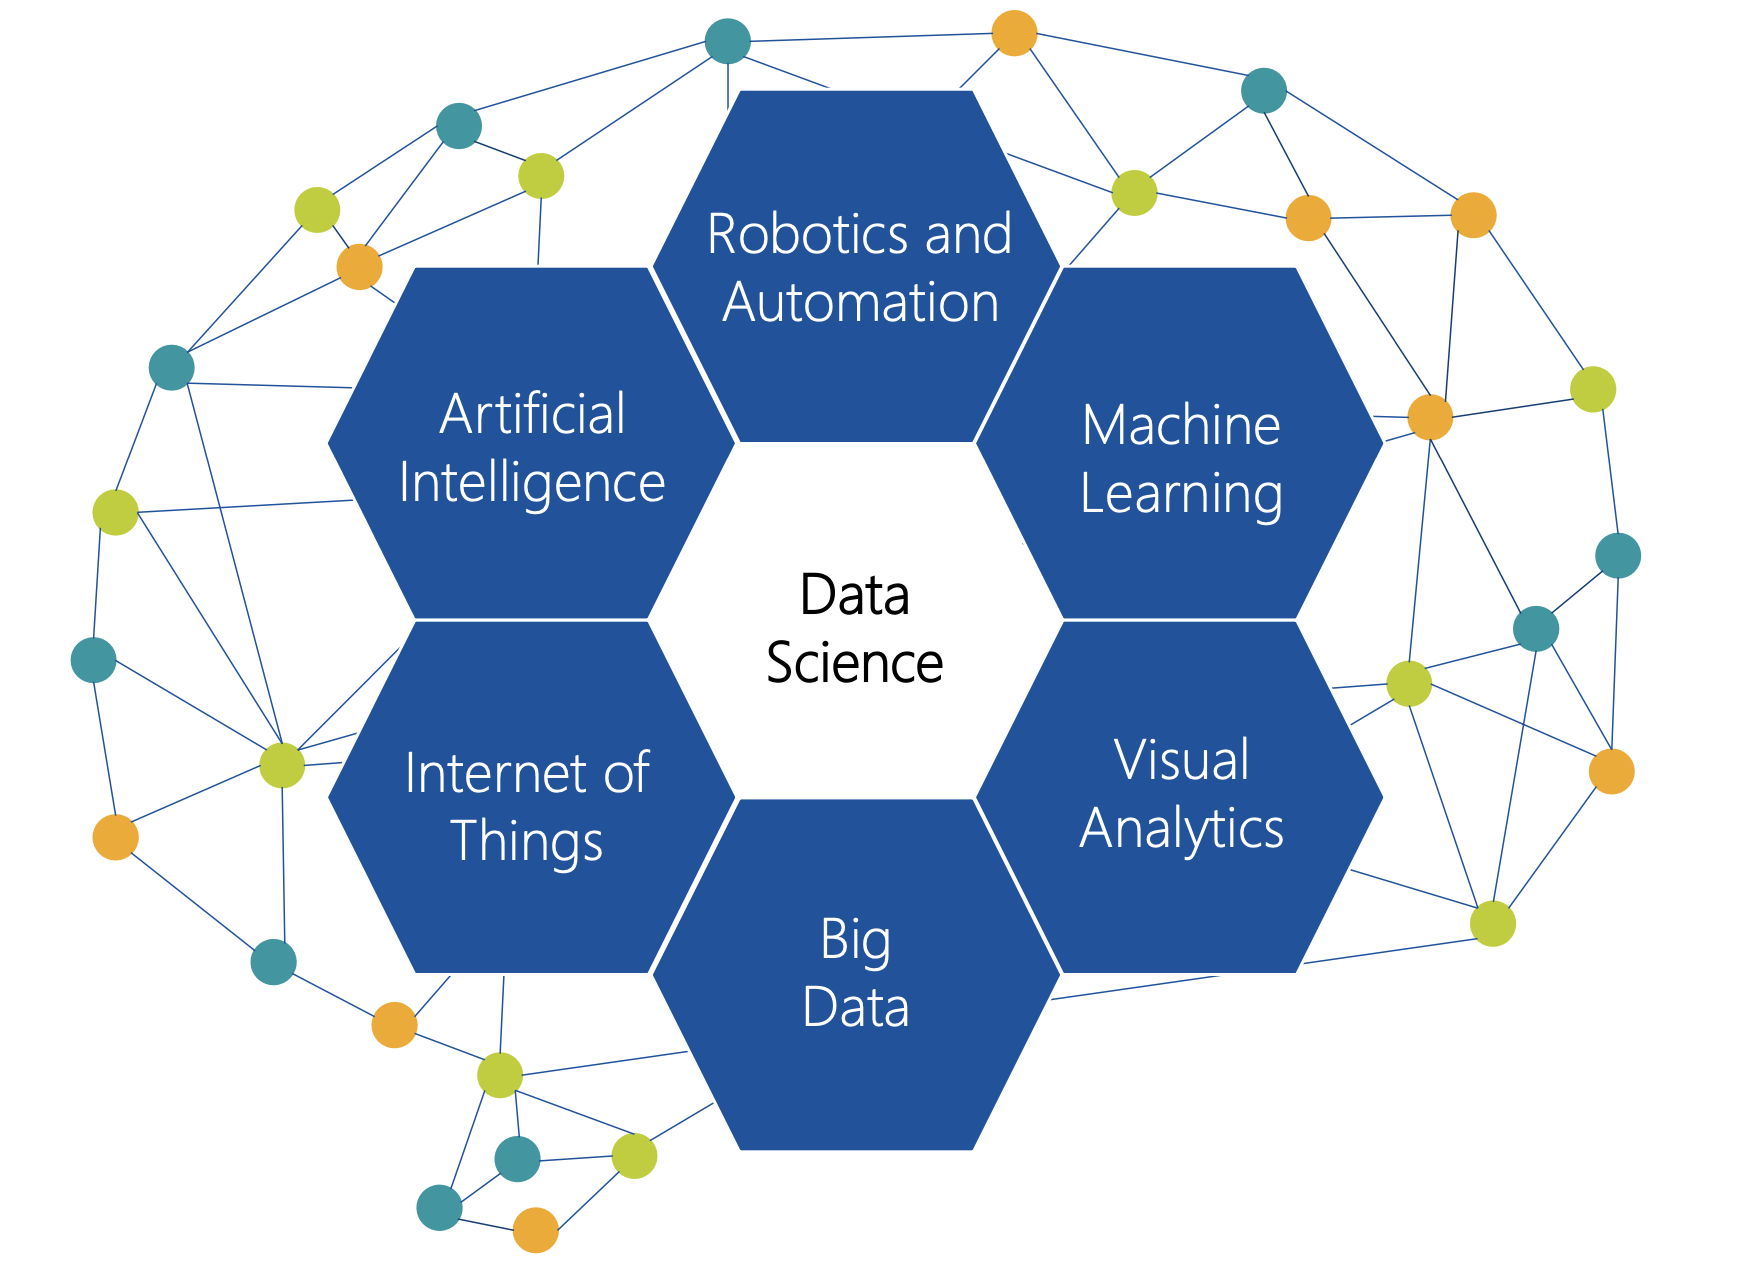 Robotics and
Automation
Artificial
Intelligence
Machine
Learning
Data
Science
Internet of
Things
Visual
Analytics
Big
Data